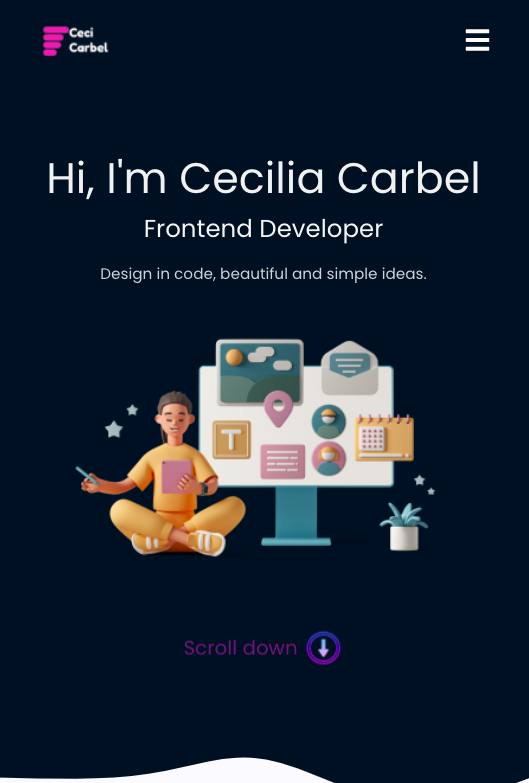 Ceci
Carbel
Hi, I'm Cecilia Carbel
Frontend Developer
Design in code, beautiful and simple ideas.
T
Scroll down